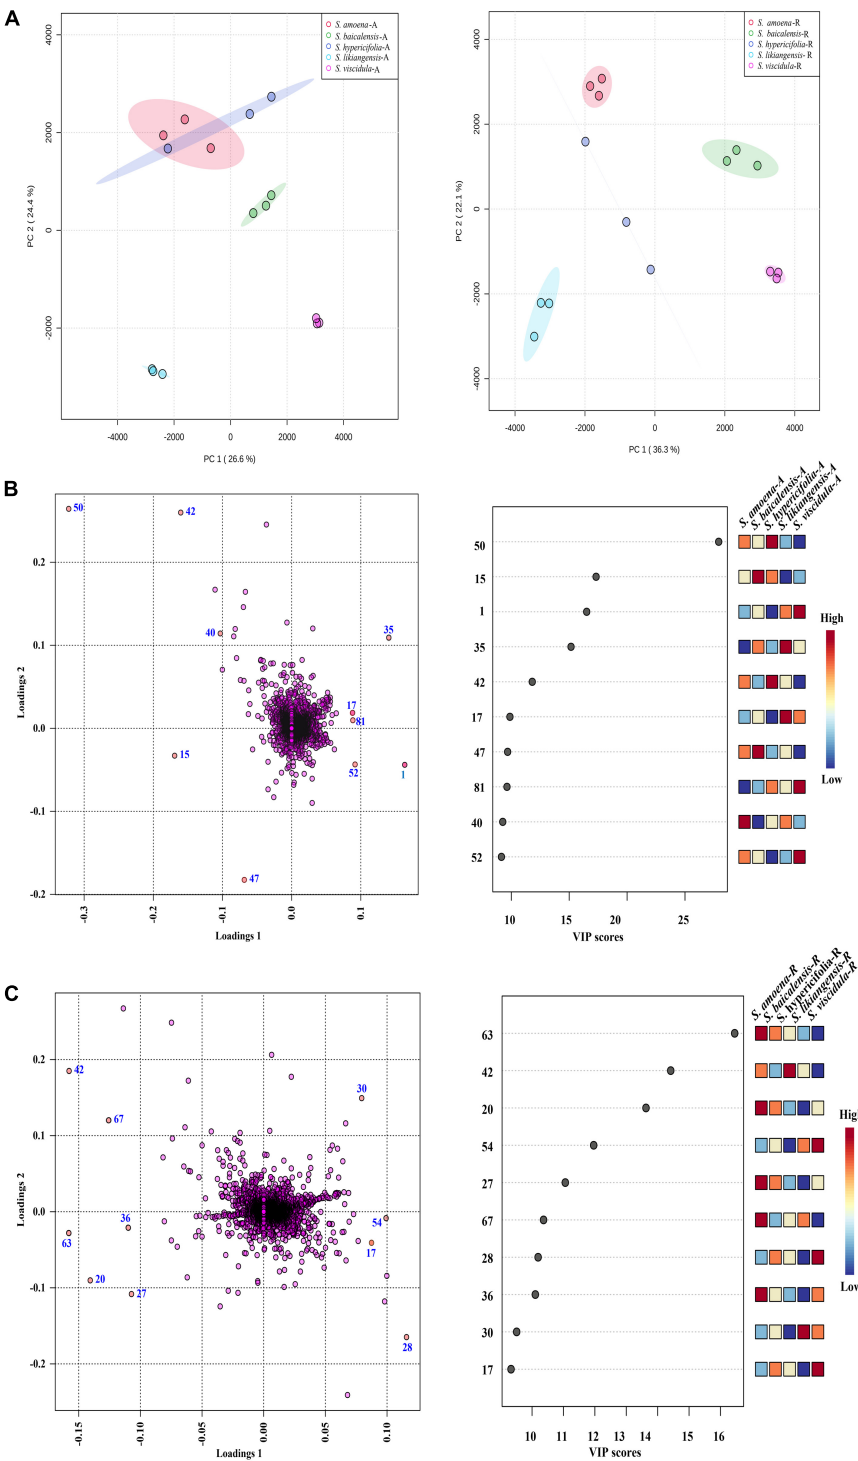 A
S. amoena-A
S. baicalensis-A
S. hypericifolia-A
S. likiangensis-A
S. viscidula-A
4000
2000
0
-2000
PC 2 ( 24.4 %)
-4000 -2000 0 2000 4000
PC 1 ( 26.6 %)
S. amoena-R
S. baicalensis-R
S. hypericifolia-R
S. likiangensis- R
S. viscidula-R
4000
2000
0
-2000
-4000
PC 2 ( 22.1 %)
-4000 -2000 0 2000 4000
PC 1 ( 36.3 %)
B
50
42
40
35
17
81
15
52
1
47
0.2
0.1
0.0
-0.1
-0.2
Loadings 2
-0.3 -0.1 -0.1 0.0 0.1
Loadings 1
S. amoena-A
S. baicalensis-A
S. hypericifolia-A
S. likiangensis-A
S. viscidula-A
50
15
1
35
42
17
47
81
40
52
10 15 20 25
VIP scores
High
Low
C
42
67
30
36
63
54
17
20
27
28
0.2
0.1
0.0
-0.1
-0.2
Loadings 2
-0.15 -0.10 -0.05 0.00 0.05 0.10
Loadings 1
S. amoena-R
S. baicalensis-R
S. hypericifolia-R
S. likiangensis-R
S. viscidula-R
63
42
20
54
27
67
28
36
30
17
10 11 12 13 14 15 16
VIP scores
Hig
Lo